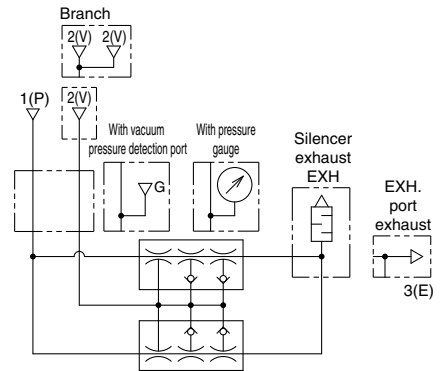 Branch
2(V) 2(V)
1(P)
2(V)
With vacuum
pressure detection port
G
With pressure
gauge
Silencer
exhaust
EXH
EXH.
port
exhaust
3(E)